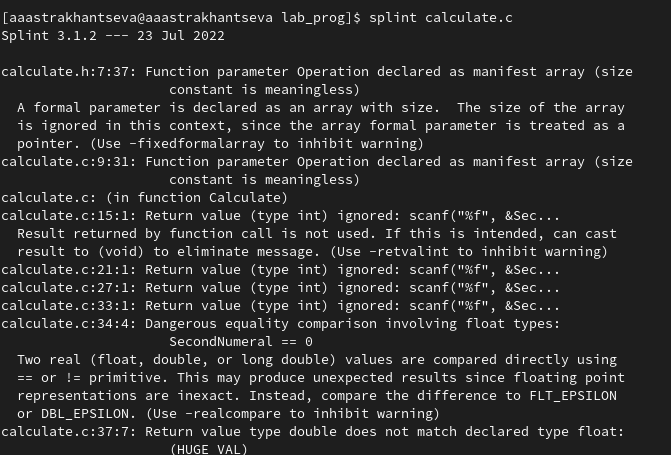 [aaastrakhantseva@aaastrakhantseva lab_prog]$ splint calculate.c
Splint 3.1.2 --- 23 Jul 2022
calculate.h:7:37: Function parameter Operation declared as manifest array (size
constant is meaningless)
A formal parameter is declared as an array with size.  The size of the array
is ignored in this context, since the array formal parameter is treated as a
pointer. (Use -fixedformalarray to inhibit warning)
calculate.c:9:31: Function parameter Operation declared as manifest array (size
constant is meaningless)
calculate.c: (in function Calculate)
calculate.c:15:1: Return value (type int) ignored: scanf("%f", &Sec...
Result returned by function call is not used. If this is intended, can cast
result to (void) to eliminate message. (Use -retvalint to inhibit warning)
calculate.c:21:1: Return value (type int) ignored: scanf("%f", &Sec...
calculate.c:27:1: Return value (type int) ignored: scanf("%f", &Sec...
calculate.c:33:1: Return value (type int) ignored: scanf("%f", &Sec...
calculate.c:34:4: Dangerous equality comparison involving float types:
SecondNumeral == 0
Two real (float, double, or long double) values are compared directly using
== or != primitive. This may produce unexpected results since floating point
representations are inexact. Instead, compare the difference to FLT_EPSILON
or DBL_EPSILON. (Use -realcompare to inhibit warning)
calculate.c:37:7: Return value type double does not match declared type float:
(HUGE_VAL)